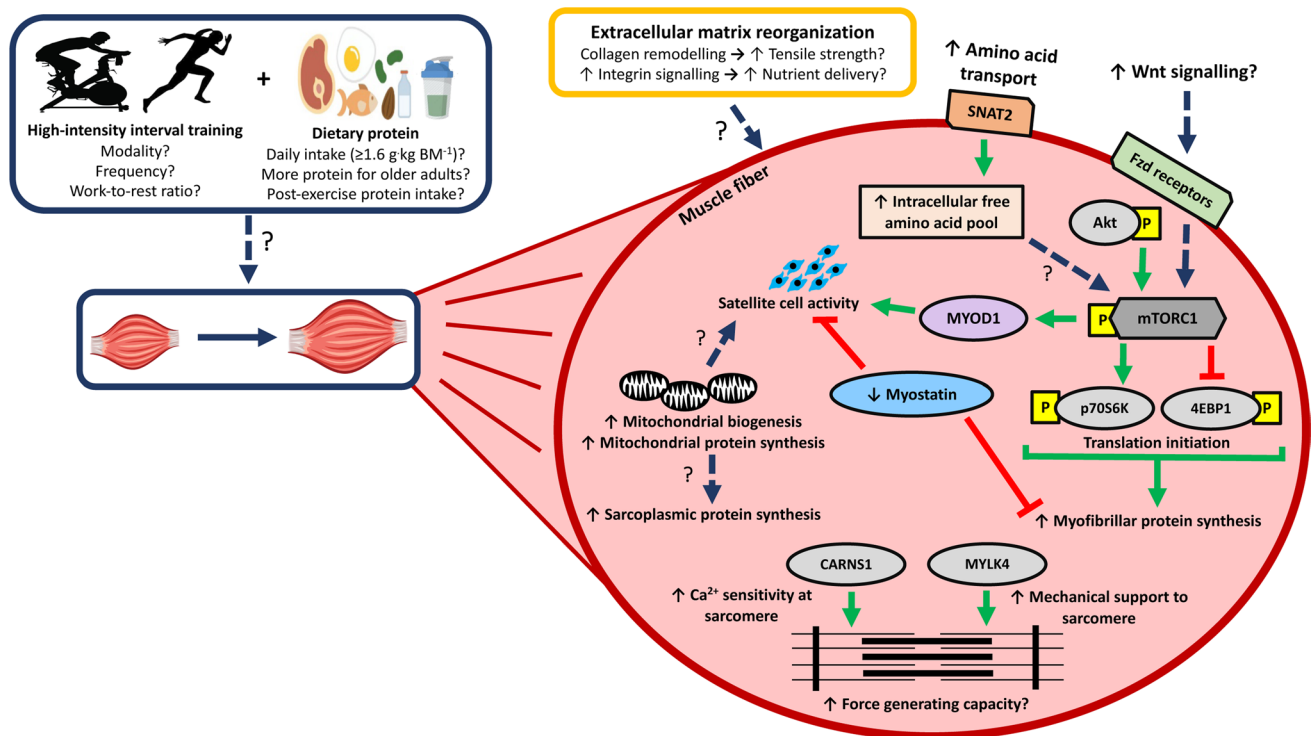 High-intensity interval training
Modality?
Frequency?
Work-to-rest ratio?
+
Dietary protein
Daily intake (≥1.6 g·kg BM⁻¹)?
More protein for older adults?
Post-exercise protein intake?
?
Extracellular matrix reorganization
Collagen remodelling → ↑ Tensile strength?
↑ Integrin signalling → ↑ Nutrient delivery?
?
Muscle fiber
↑ Amino acid
transport
SNAT2
↑ Wnt signalling?
Fzd receptors
↑ Intracellular free
amino acid pool
?
Akt
P
Satellite cell activity
MYOD1
P
mTORC1
?
↓ Myostatin
P
p70S6K
4EBP1
P
Translation initiation
↑ Mitochondrial biogenesis
↑ Mitochondrial protein synthesis
?
↑ Sarcoplasmic protein synthesis
↑ Myofibrillar protein synthesis
CARNS1
MYLK4
↑ Ca²⁺ sensitivity at
sarcomere
↑ Mechanical support to
sarcomere
↑ Force generating capacity?